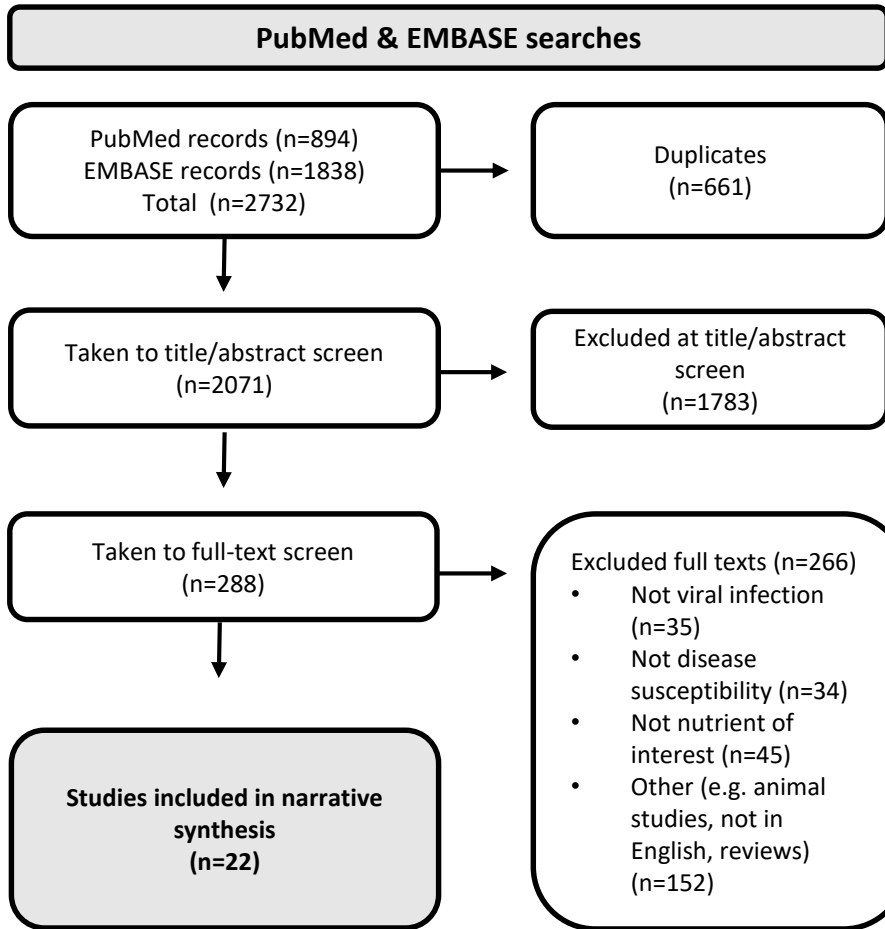 PubMed & EMBASE searches
PubMed records (n=894)
EMBASE records (n=1838)
Total  (n=2732)
Duplicates
(n=661)
Taken to title/abstract screen
(n=2071)
Excluded at title/abstract
screen
(n=1783)
Taken to full-text screen
(n=288)
Excluded full texts (n=266)
• Not viral infection
(n=35)
• Not disease
susceptibility (n=34)
• Not nutrient of
interest (n=45)
• Other (e.g. animal
studies, not in
English, reviews)
(n=152)
Studies included in narrative
synthesis
(n=22)